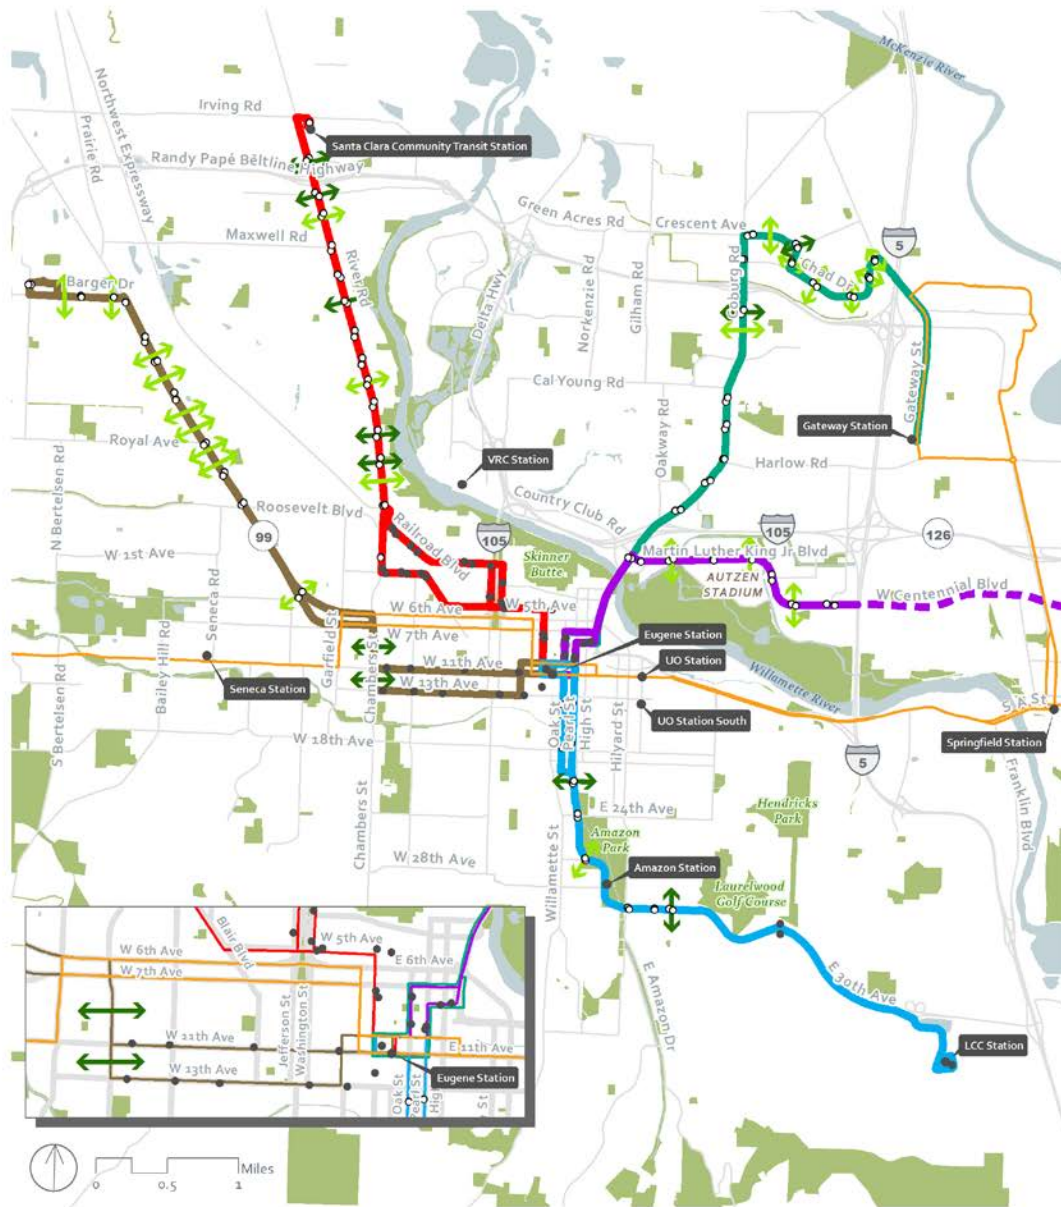 McKenzie River
Irving Rd
Santa Clara Community Transit Station
Northwest Expressway
Prairie Rd
Randy Papé Beltline Highway
Green Acres Rd
Crescent Ave
5
Maxwell Rd
River Rd
Delta Hwy
Norkenzie Rd
Gilham Rd
Coburg Rd
Chad Dr
Barger Dr
Gateway St
Cal Young Rd
Oakway Rd
Gateway Station
Royal Ave
N Bertelsen Rd
VRC Station
Harlow Rd
Roosevelt Blvd
Country Club Rd
99
Railroad Blvd
105
105
126
W 1st Ave
Skinner
Butte
Martin Luther King Jr Blvd
AUTZEN
STADIUM
W Centennial Blvd
Seneca Rd
W 6th Ave
W 5th Ave
W 7th Ave
Eugene Station
Bailey Hill Rd
Garfield St
Chambers St
W 11th Ave
UO Station
Seneca Station
W 13th Ave
Willamette River
S Bertelsen Rd
UO Station South
S A St
Oak St
Pearl St
High St
Hilyard St
Springfield Station
W 18th Ave
5
Franklin Blvd
Chambers St
E 24th Ave
Hendricks
Park
Amazon
Park
Willamette St
W 28th Ave
Amazon Station
Laurelwood
Golf Course
E 30th Ave
E Amazon Dr
LCC Station
Blair Blvd
W 5th Ave
W 6th Ave
E 6th Ave
W 7th Ave
Jefferson St
Washington St
W 11th Ave
E 11th Ave
W 13th Ave
Eugene Station
Oak St
Pearl St
Miles
0
0.5
1